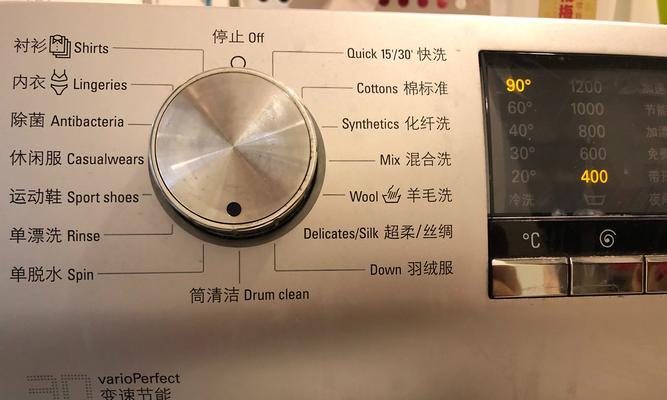 停止 Off
衬衫 Shirts
内衣 Lingeries
除菌 Antibacteria
休闲服 Casualwears
运动鞋 Sport shoes
单漂洗 Rinse
单脱水 Spin
筒清洁 Drum clean
Quick 15'/30' 快洗
Cottons 棉标准
Synthetics 化纤洗
Mix 混合洗
Wool 羊毛洗
Delicates/Silk 超柔/丝绸
Down 羽绒服
90° 1200
60° 1000 节
40° 800
30° 600 免
20° 400 带
冷洗 夜
°C
varioPerfect
变速节能